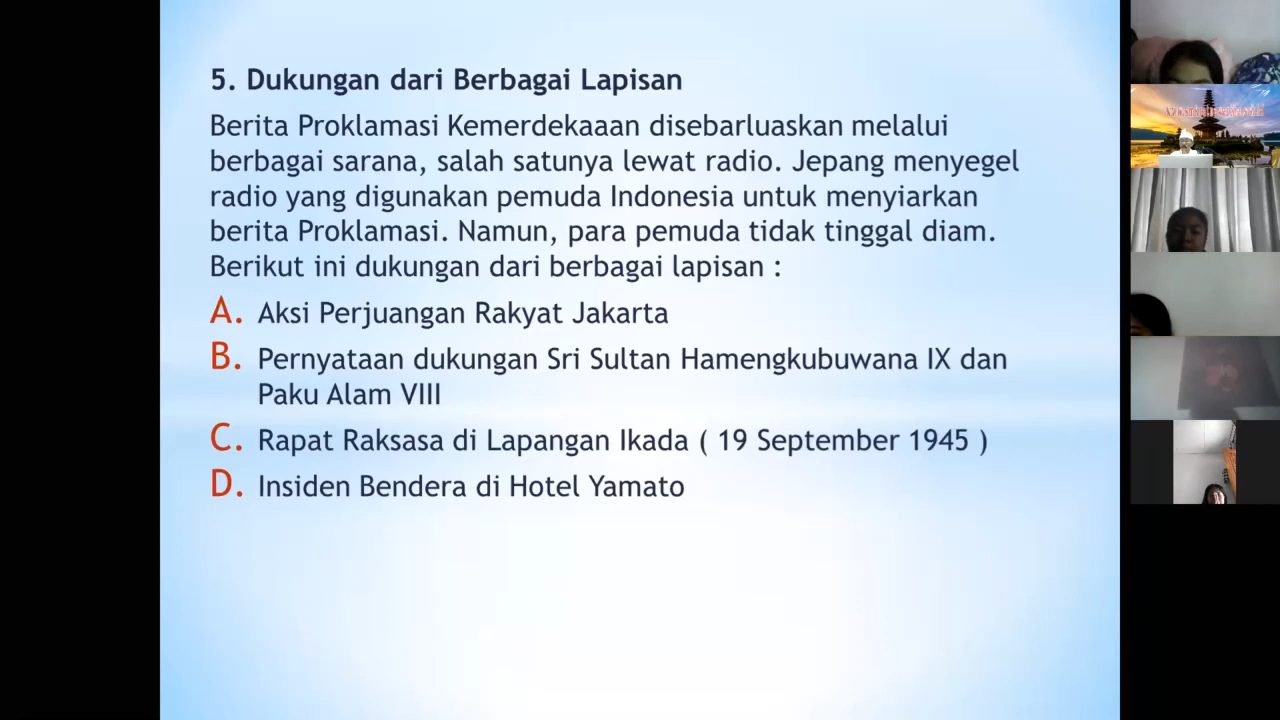 5. Dukungan dari Berbagai Lapisan
Berita Proklamasi Kemerdekaaan disebarluaskan melalui
berbagai sarana, salah satunya lewat radio. Jepang menyegel
radio yang digunakan pemuda Indonesia untuk menyiarkan
berita Proklamasi. Namun, para pemuda tidak tinggal diam.
Berikut ini dukungan dari berbagai lapisan :
A. Aksi Perjuangan Rakyat Jakarta
B. Pernyataan dukungan Sri Sultan Hamengkubuwana IX dan
Paku Alam VIII
C. Rapat Raksasa di Lapangan Ikada ( 19 September 1945 )
D. Insiden Bendera di Hotel Yamato